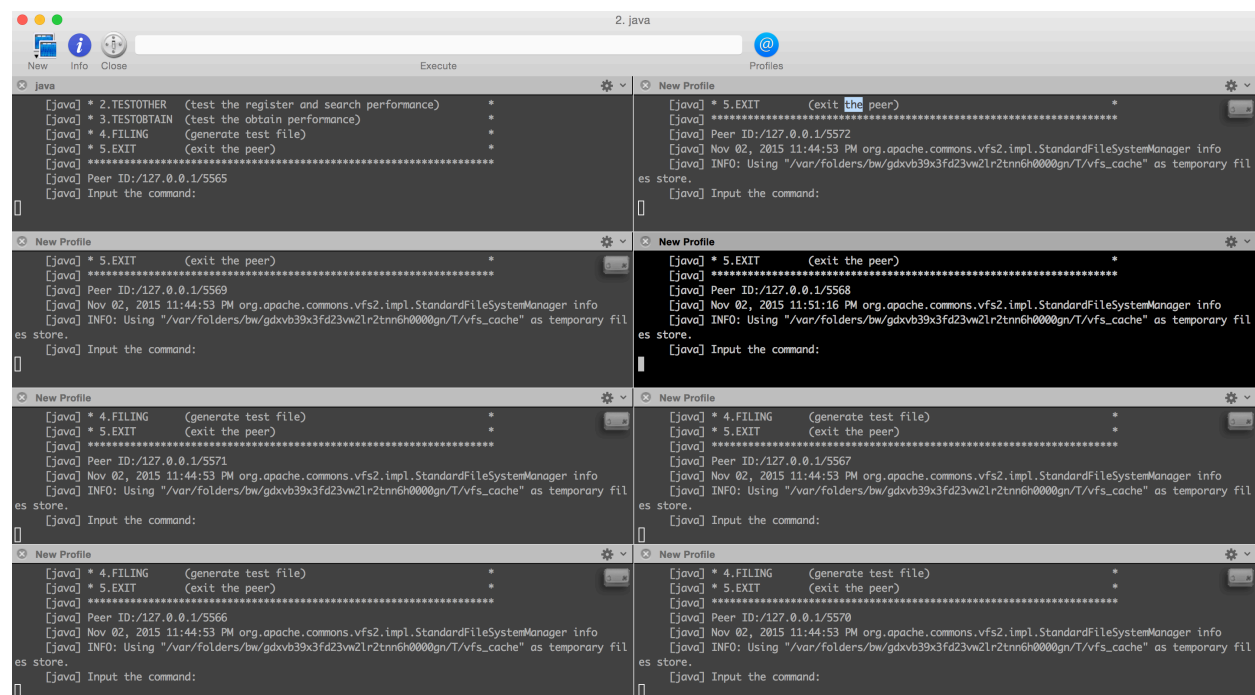 2. java
New Info Close Execute Profiles
java
[java] * 2.TESTOTHER (test the register and search performance) *
[java] * 3.TESTOBTAIN (test the obtain performance) *
[java] * 4.FILING (generate test file) *
[java] * 5.EXIT (exit the peer) *
[java] *******************************************************************
[java] Peer ID:/127.0.0.1/5565
[java] Input the command:
New Profile
[java] * 5.EXIT (exit the peer) *
[java] *******************************************************************
[java] Peer ID:/127.0.0.1/5572
[java] Nov 02, 2015 11:44:53 PM org.apache.commons.vfs2.impl.StandardFileSystemManager info
[java] INFO: Using "/var/folders/bw/gdxvb39x3fd23vw2lr2tnn6h0000gn/T/vfs_cache" as temporary fil
es store.
[java] Input the command:
New Profile
[java] * 5.EXIT (exit the peer) *
[java] *******************************************************************
[java] Peer ID:/127.0.0.1/5569
[java] Nov 02, 2015 11:44:53 PM org.apache.commons.vfs2.impl.StandardFileSystemManager info
[java] INFO: Using "/var/folders/bw/gdxvb39x3fd23vw2lr2tnn6h0000gn/T/vfs_cache" as temporary fil
es store.
[java] Input the command:
New Profile
[java] * 5.EXIT (exit the peer) *
[java] *******************************************************************
[java] Peer ID:/127.0.0.1/5568
[java] Nov 02, 2015 11:51:16 PM org.apache.commons.vfs2.impl.StandardFileSystemManager info
[java] INFO: Using "/var/folders/bw/gdxvb39x3fd23vw2lr2tnn6h0000gn/T/vfs_cache" as temporary fil
es store.
[java] Input the command:
New Profile
[java] * 4.FILING (generate test file) *
[java] * 5.EXIT (exit the peer) *
[java] *******************************************************************
[java] Peer ID:/127.0.0.1/5571
[java] Nov 02, 2015 11:44:53 PM org.apache.commons.vfs2.impl.StandardFileSystemManager info
[java] INFO: Using "/var/folders/bw/gdxvb39x3fd23vw2lr2tnn6h0000gn/T/vfs_cache" as temporary fil
es store.
[java] Input the command:
New Profile
[java] * 4.FILING (generate test file) *
[java] * 5.EXIT (exit the peer) *
[java] *******************************************************************
[java] Peer ID:/127.0.0.1/5567
[java] Nov 02, 2015 11:44:53 PM org.apache.commons.vfs2.impl.StandardFileSystemManager info
[java] INFO: Using "/var/folders/bw/gdxvb39x3fd23vw2lr2tnn6h0000gn/T/vfs_cache" as temporary fil
es store.
[java] Input the command:
New Profile
[java] * 4.FILING (generate test file) *
[java] * 5.EXIT (exit the peer) *
[java] *******************************************************************
[java] Peer ID:/127.0.0.1/5566
[java] Nov 02, 2015 11:44:53 PM org.apache.commons.vfs2.impl.StandardFileSystemManager info
[java] INFO: Using "/var/folders/bw/gdxvb39x3fd23vw2lr2tnn6h0000gn/T/vfs_cache" as temporary fil
es store.
[java] Input the command:
New Profile
[java] * 4.FILING (generate test file) *
[java] * 5.EXIT (exit the peer) *
[java] *******************************************************************
[java] Peer ID:/127.0.0.1/5570
[java] Nov 02, 2015 11:44:53 PM org.apache.commons.vfs2.impl.StandardFileSystemManager info
[java] INFO: Using "/var/folders/bw/gdxvb39x3fd23vw2lr2tnn6h0000gn/T/vfs_cache" as temporary fil
es store.
[java] Input the command: